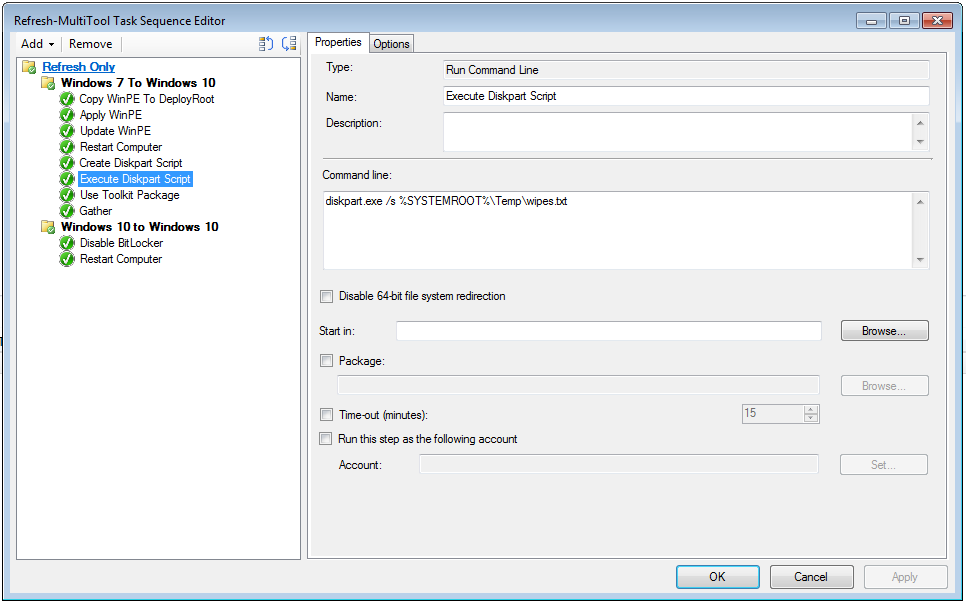 Refresh-MultiTool Task Sequence Editor
Add Remove
Refresh Only
Windows 7 To Windows 10
Copy WinPE To DeployRoot
Apply WinPE
Update WinPE
Restart Computer
Create Diskpart Script
Execute Diskpart Script
Use Toolkit Package
Gather
Windows 10 to Windows 10
Disable BitLocker
Restart Computer
Properties Options
Type: Run Command Line
Name: Execute Diskpart Script
Description:
Command line:
diskpart.exe /s %SYSTEMROOT%\Temp\wipes.txt
Disable 64-bit file system redirection
Start in: Browse...
Package:
Browse...
Time-out (minutes): 15
Run this step as the following account
Account: Set...
OK Cancel Apply